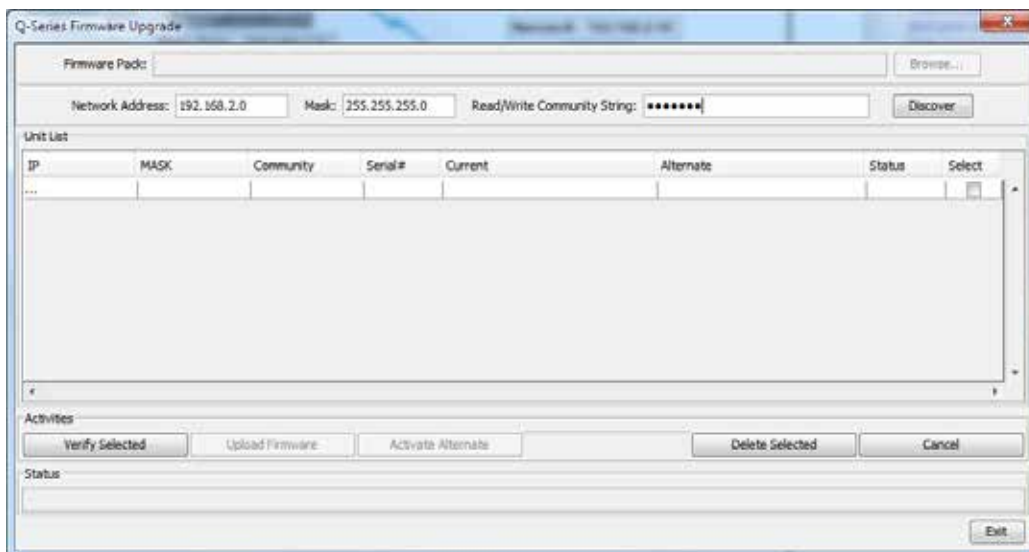 Q-Series Firmware Upgrade
Firmware Pack: Browse...
Network Address: 192.168.2.0 Mask: 255.255.255.0 Read/Write Community String: ●●●●●●● Discover
Unit List
IP MASK Community Serial# Current Alternate Status Select
...
Activities
Verify Selected Upload Firmware Activate Alternate Delete Selected Cancel
Status
Exit